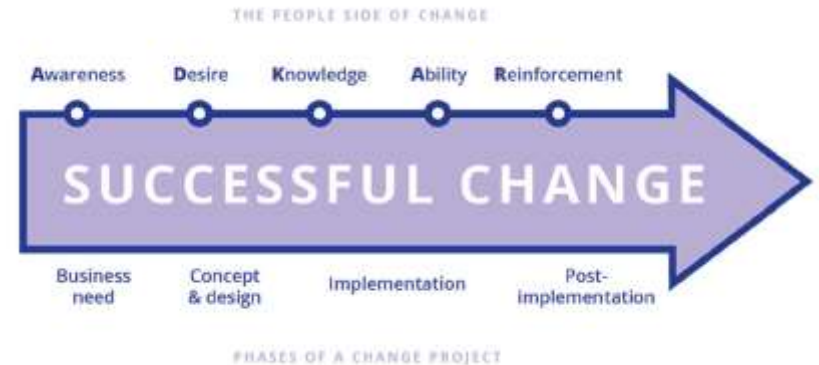 THE PEOPLE SIDE OF CHANGE
Awareness Desire Knowledge Ability Reinforcement
SUCCESSFUL CHANGE
Business need
Concept & design
Implementation
Post-implementation
PHASES OF A CHANGE PROJECT